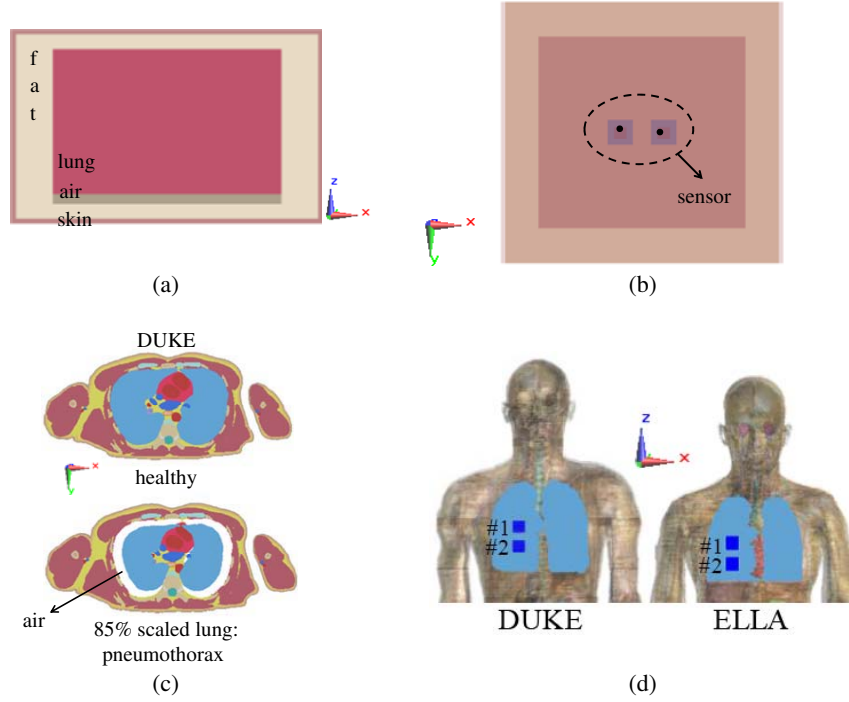 f
a
t
lung
air
skin
z
x
(a)
sensor
x
y
(b)
DUKE
x
y
healthy
air
85% scaled lung:
pneumothorax
(c)
z
x
#1
#2
#1
#2
DUKE
ELLA
(d)